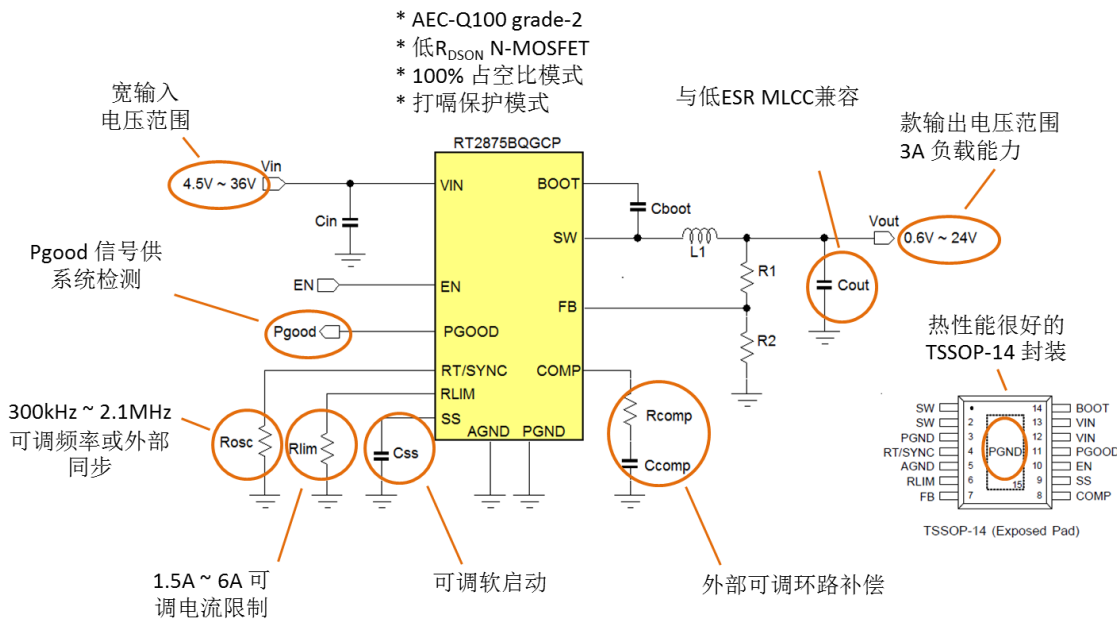 * AEC-Q100 grade-2
* 低RDSON N-MOSFET
* 100% 占空比模式
* 打嗝保护模式
宽输入
电压范围
与低ESR MLCC兼容
款输出电压范围
3A 负载能力
RT2875BQGCP
Vin
4.5V ~ 36V
VIN
BOOT
Cboot
Cin
SW
L1
Vout
0.6V ~ 24V
Pgood 信号供
系统检测
EN
EN
R1
Cout
FB
Pgood
PGOOD
R2
热性能很好的
TSSOP-14 封装
RT/SYNC
COMP
RLIM
SS
AGND
PGND
300kHz ~ 2.1MHz
可调频率或外部
同步
Rosc
Rlim
Css
Rcomp
Ccomp
SW 14 BOOT
SW 2 13 VIN
PGND 3 12 VIN
RT/SYNC 4 PGND 11 PGOOD
AGND 5 10 EN
RLIM 6 9 SS
FB 7 15 8 COMP
TSSOP-14 (Exposed Pad)
1.5A ~ 6A 可
调电流限制
可调软启动
外部可调环路补偿